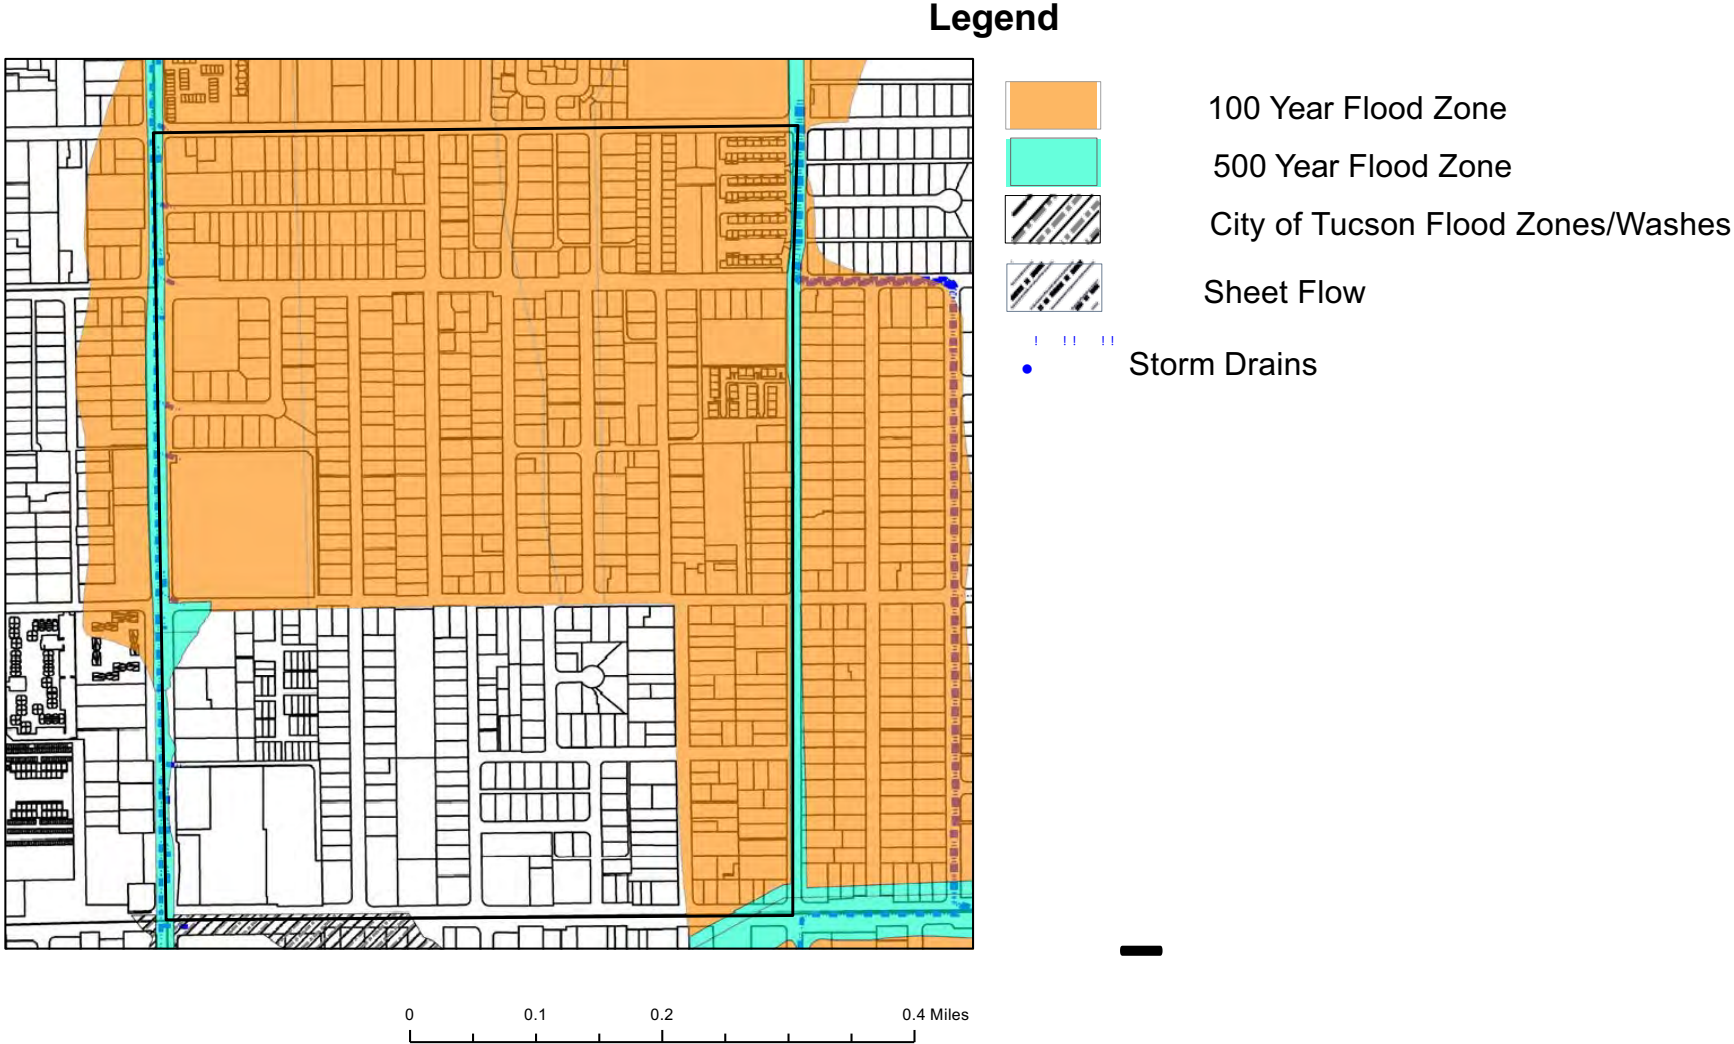 Legend
100 Year Flood Zone
500 Year Flood Zone
City of Tucson Flood Zones/Washes
Sheet Flow
! !! !!
Storm Drains
0 0.1 0.2 0.4 Miles